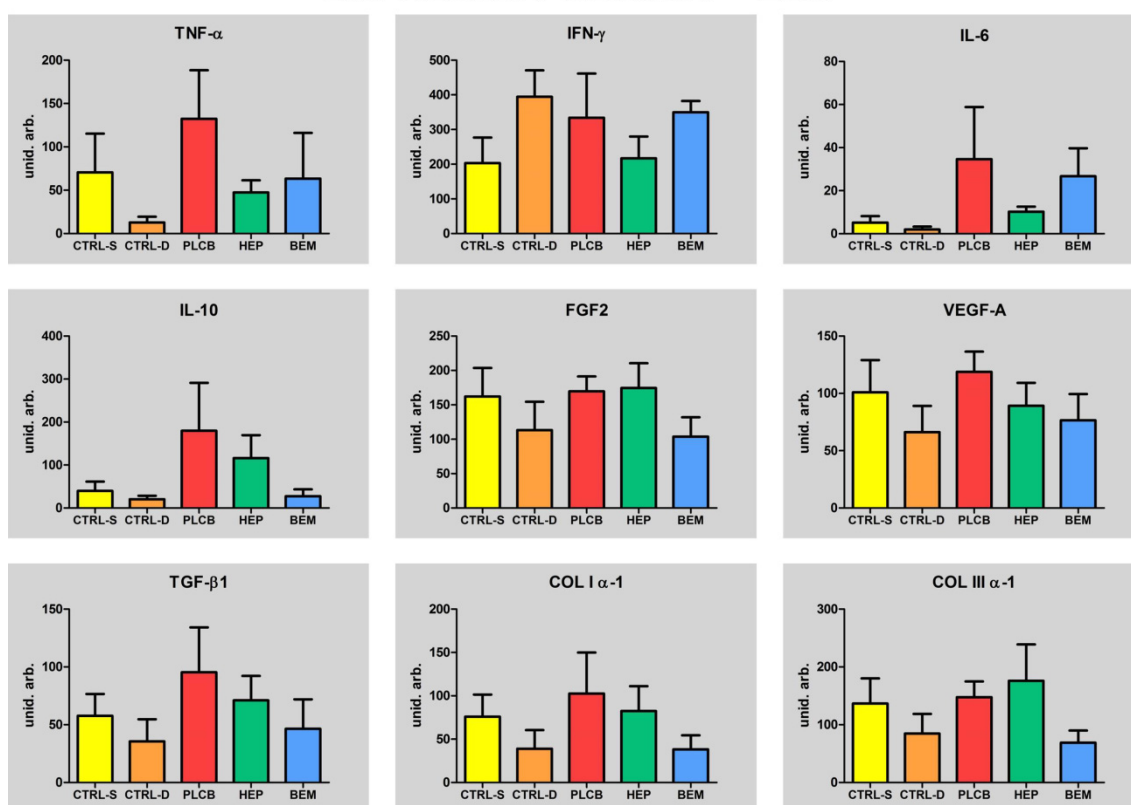 TNF-α
unid. arb.
200
150
100
50
0
CTRL-S CTRL-D PLCB HEP BEM
IFN-γ
unid. arb.
500
400
300
200
100
0
CTRL-S CTRL-D PLCB HEP BEM
IL-6
unid. arb.
80
60
40
20
0
CTRL-S CTRL-D PLCB HEP BEM
IL-10
unid. arb.
400
300
200
100
0
CTRL-S CTRL-D PLCB HEP BEM
FGF2
unid. arb.
250
200
150
100
50
0
CTRL-S CTRL-D PLCB HEP BEM
VEGF-A
unid. arb.
150
100
50
0
CTRL-S CTRL-D PLCB HEP BEM
TGF-β1
unid. arb.
150
100
50
0
CTRL-S CTRL-D PLCB HEP BEM
COL I α-1
unid. arb.
200
150
100
50
0
CTRL-S CTRL-D PLCB HEP BEM
COL III α-1
unid. arb.
300
200
100
0
CTRL-S CTRL-D PLCB HEP BEM